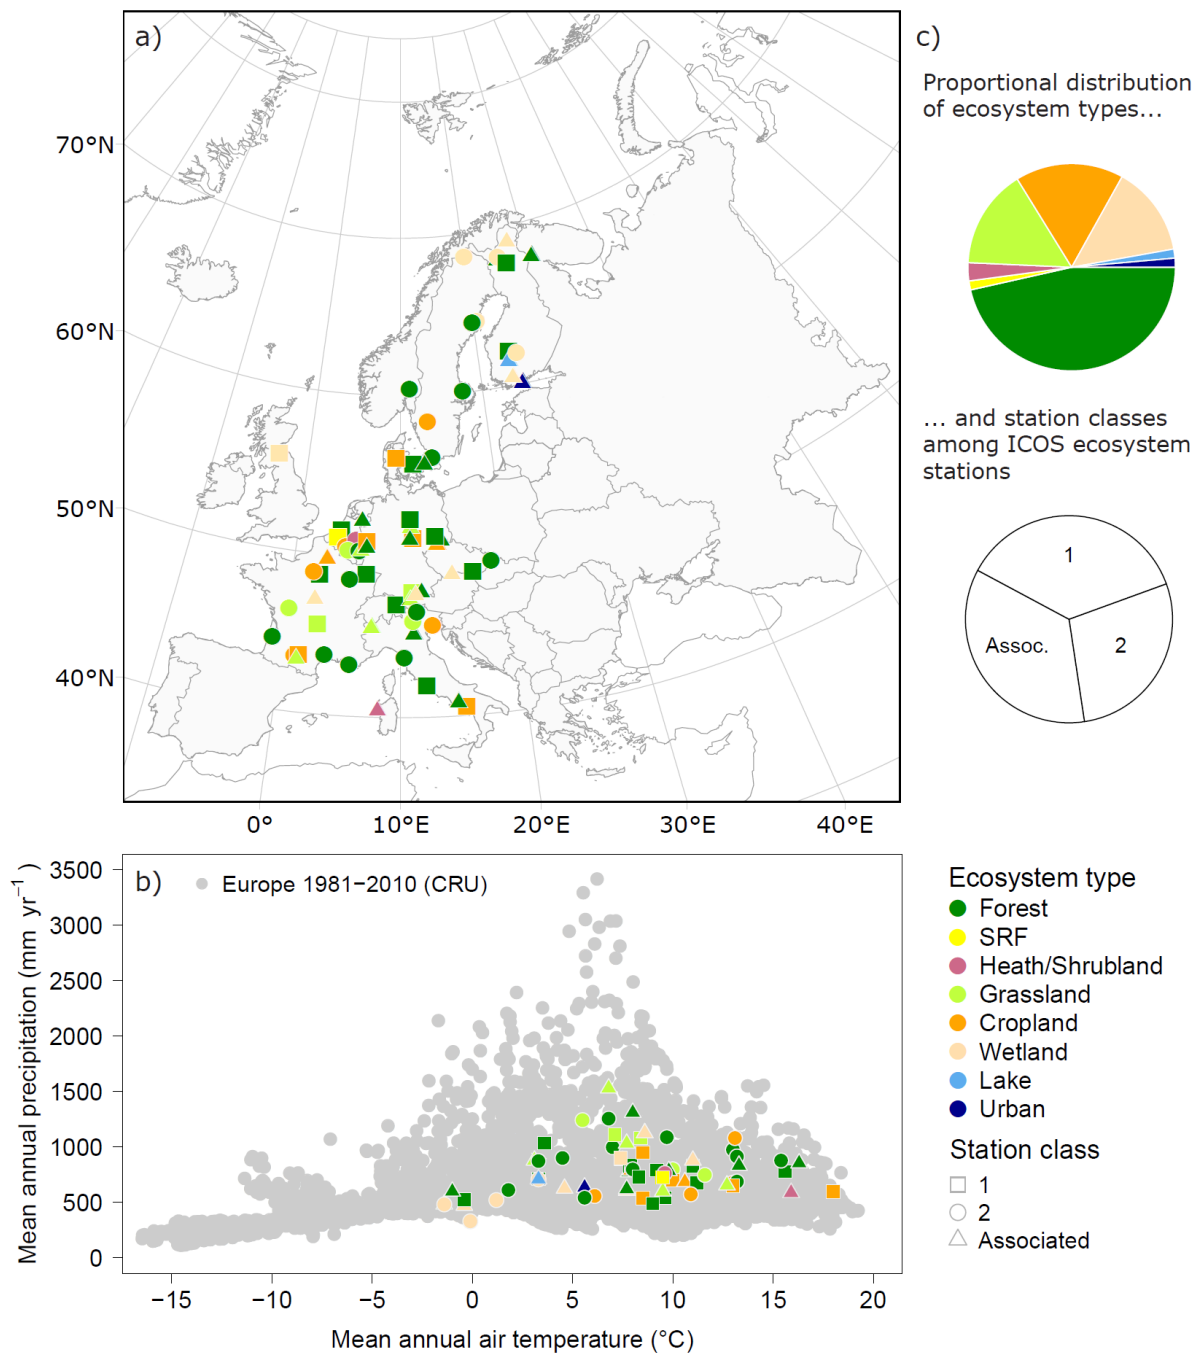 a)
70°N
60°N
50°N
40°N
0°
10°E
20°E
30°E
40°E
c)
Proportional distribution
of ecosystem types...
... and station classes
among ICOS ecosystem
stations
1
Assoc.
2
b)
Europe 1981−2010 (CRU)
Mean annual precipitation (mm yr−1 )
3500
3000
2500
2000
1500
1000
500
0
−15
−10
−5
0
5
10
15
20
Mean annual air temperature (°C)
Ecosystem type
Forest
SRF
Heath/Shrubland
Grassland
Cropland
Wetland
Lake
Urban
Station class
1
2
Associated